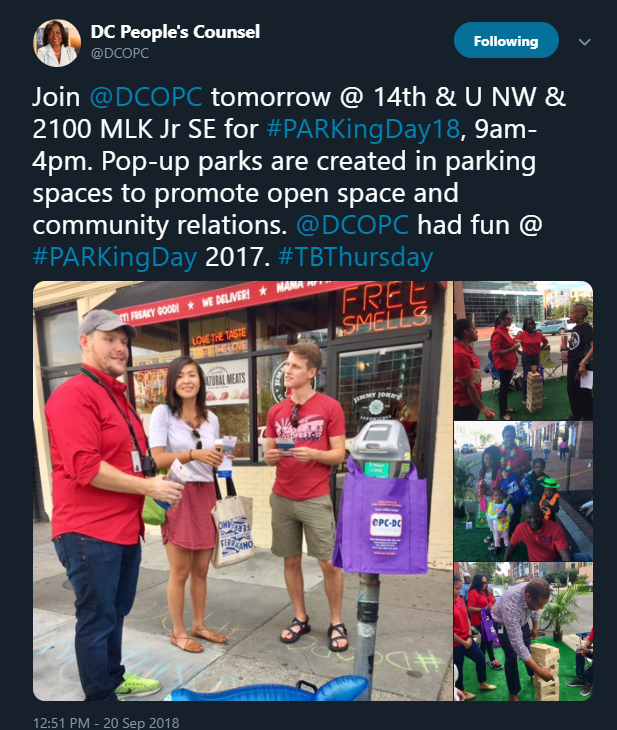 DC People's Counsel
@DCOPC
Following
Join @DCOPC tomorrow @ 14th & U NW &
2100 MLK Jr SE for #PARKingDay18, 9am-
4pm. Pop-up parks are created in parking
spaces to promote open space and
community relations. @DCOPC had fun @
#PARKingDay 2017. #TBThursday
FREAKY GOOD! ★ WE DELIVER! ★ MAMA
FREE
SMELLS
LOVE THE TASTE
NATURAL MEATS
JIMMY JOHN'S
OPC-DC
12:51 PM - 20 Sep 2018